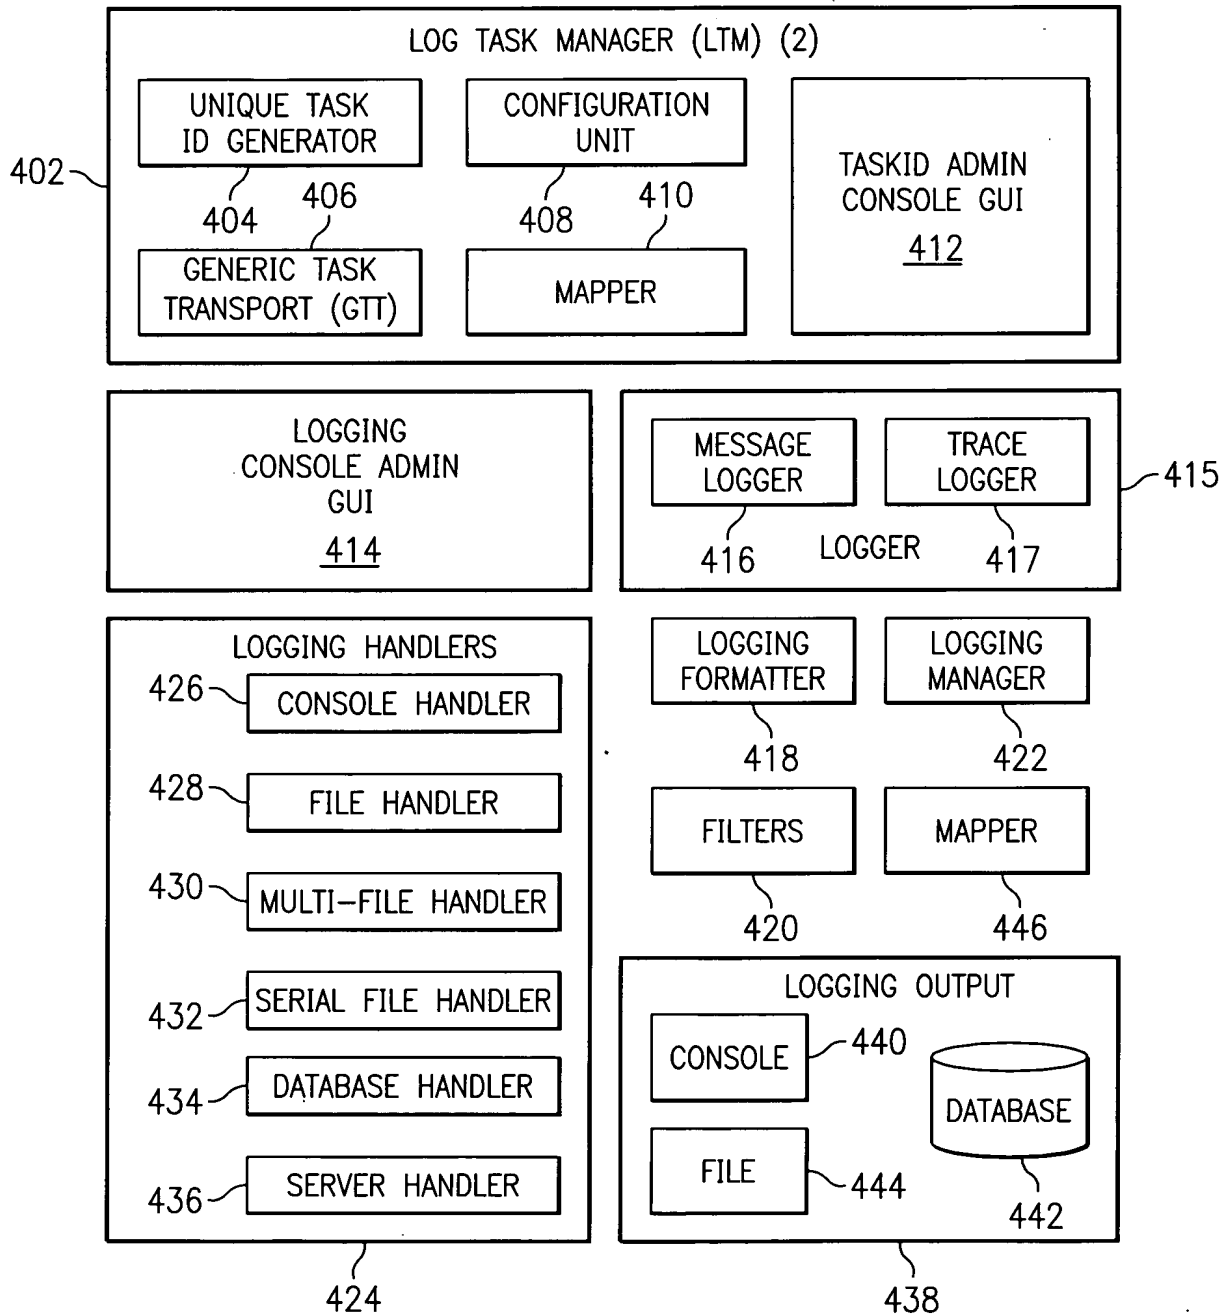 LOG TASK MANAGER (LTM) (2)
UNIQUE TASK
ID GENERATOR
CONFIGURATION
UNIT
TASKID ADMIN
CONSOLE GUI
412
402
404
406
408
410
GENERIC TASK
TRANSPORT (GTT)
MAPPER
LOGGING
CONSOLE ADMIN
GUI
414
MESSAGE
LOGGER
TRACE
LOGGER
415
416
LOGGER
417
LOGGING HANDLERS
426
CONSOLE HANDLER
428
FILE HANDLER
430
MULTI-FILE HANDLER
432
SERIAL FILE HANDLER
434
DATABASE HANDLER
436
SERVER HANDLER
424
LOGGING
FORMATTER
LOGGING
MANAGER
418
422
FILTERS
MAPPER
420
446
LOGGING OUTPUT
CONSOLE
440
DATABASE
FILE
444
442
438